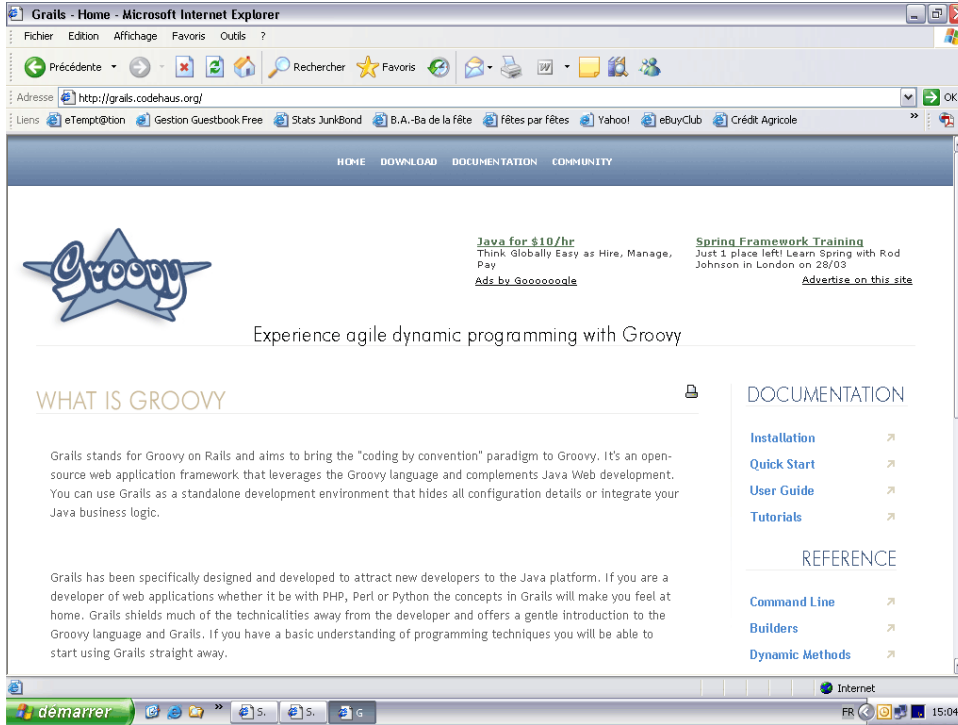 Grails - Home - Microsoft Internet Explorer
Fichier Edition Affichage Favoris Outils ?
Précédente Rechercher Favoris
Adresse http://grails.codehaus.org/ OK
Liens eTempt@tion Gestion Guestbook Free Stats JunkBond B.A.-Ba de la fête fêtes par fêtes Yahoo! eBuyClub Crédit Agricole »
HOME DOWNLOAD DOCUMENTATION COMMUNITY
Groovy
Java for $10/hr
Think Globally Easy as Hire, Manage,
Pay
Ads by Goooooogle
Spring Framework Training
Just 1 place left! Learn Spring with Rod
Johnson in London on 28/03
Advertise on this site
Experience agile dynamic programming with Groovy
WHAT IS GROOVY
Grails stands for Groovy on Rails and aims to bring the "coding by convention" paradigm to Groovy. It's an open-
source web application framework that leverages the Groovy language and complements Java Web development.
You can use Grails as a standalone development environment that hides all configuration details or integrate your
Java business logic.
Grails has been specifically designed and developed to attract new developers to the Java platform. If you are a
developer of web applications whether it be with PHP, Perl or Python the concepts in Grails will make you feel at
home. Grails shields much of the technicalities away from the developer and offers a gentle introduction to the
Groovy language and Grails. If you have a basic understanding of programming techniques you will be able to
start using Grails straight away.
DOCUMENTATION
Installation
Quick Start
User Guide
Tutorials
REFERENCE
Command Line
Builders
Dynamic Methods
Internet
démarrer » S. S. G FR 15:04